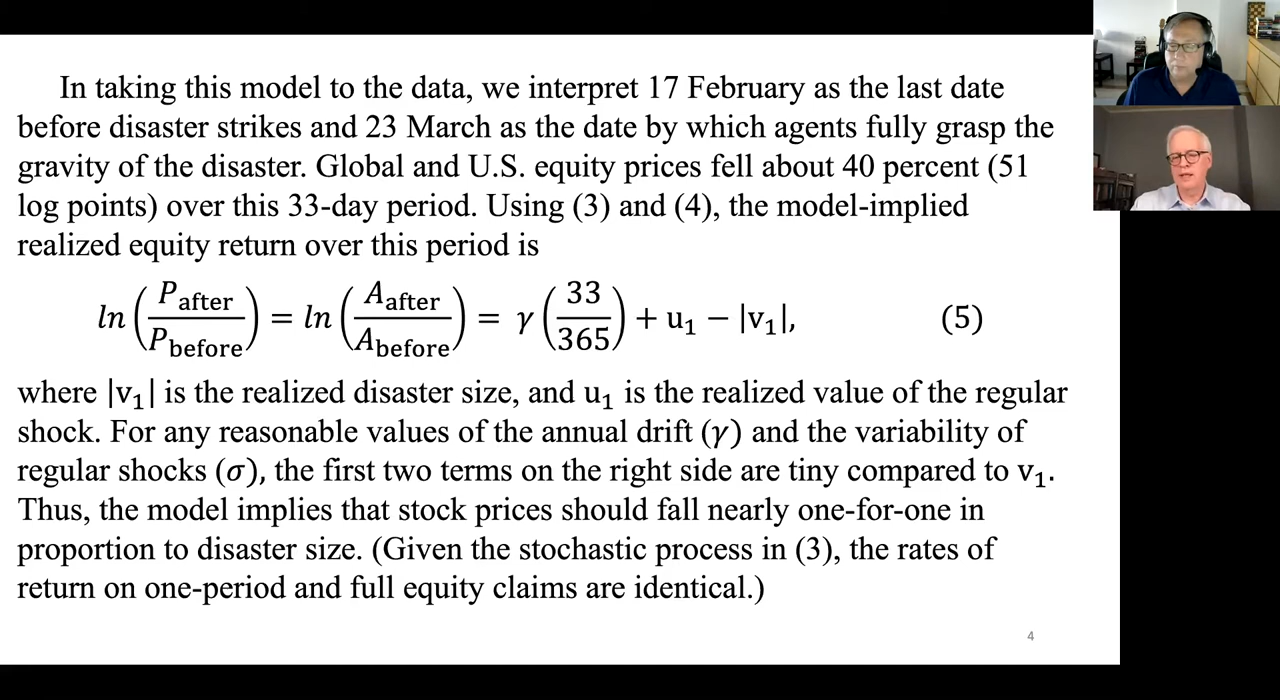 In taking this model to the data, we interpret 17 February as the last date
before disaster strikes and 23 March as the date by which agents fully grasp the
gravity of the disaster. Global and U.S. equity prices fell about 40 percent (51
log points) over this 33-day period. Using (3) and (4), the model-implied
realized equity return over this period is
ln(P_after/P_before) = ln(A_after/A_before) = γ(33/365) + u₁ − |v₁|, (5)
where |v₁| is the realized disaster size, and u₁ is the realized value of the regular
shock. For any reasonable values of the annual drift (γ) and the variability of
regular shocks (σ), the first two terms on the right side are tiny compared to v₁.
Thus, the model implies that stock prices should fall nearly one-for-one in
proportion to disaster size. (Given the stochastic process in (3), the rates of
return on one-period and full equity claims are identical.)
4